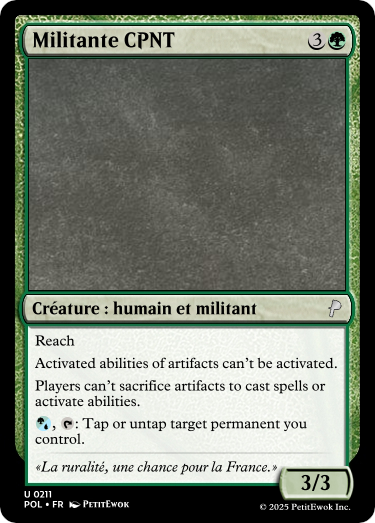 Militante CPNT 3
Créature : humain et militant
Reach
Activated abilities of artifacts can't be activated.
Players can't sacrifice artifacts to cast spells or
activate abilities.
, : Tap or untap target permanent you
control.
«La ruralité, une chance pour la France.»
3/3
U 0211
POL • FR PetitEwok
© 2025 PetitEwok Inc.